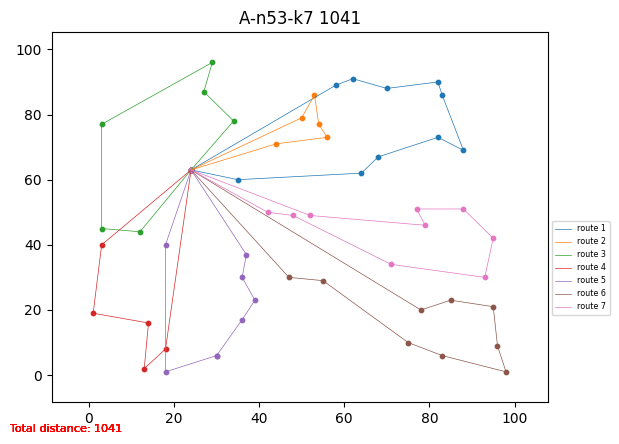 A-n53-k7 1041
100
80
60
40
20
0
0 20 40 60 80 100
route 1
route 2
route 3
route 4
route 5
route 6
route 7
Total distance: 1041